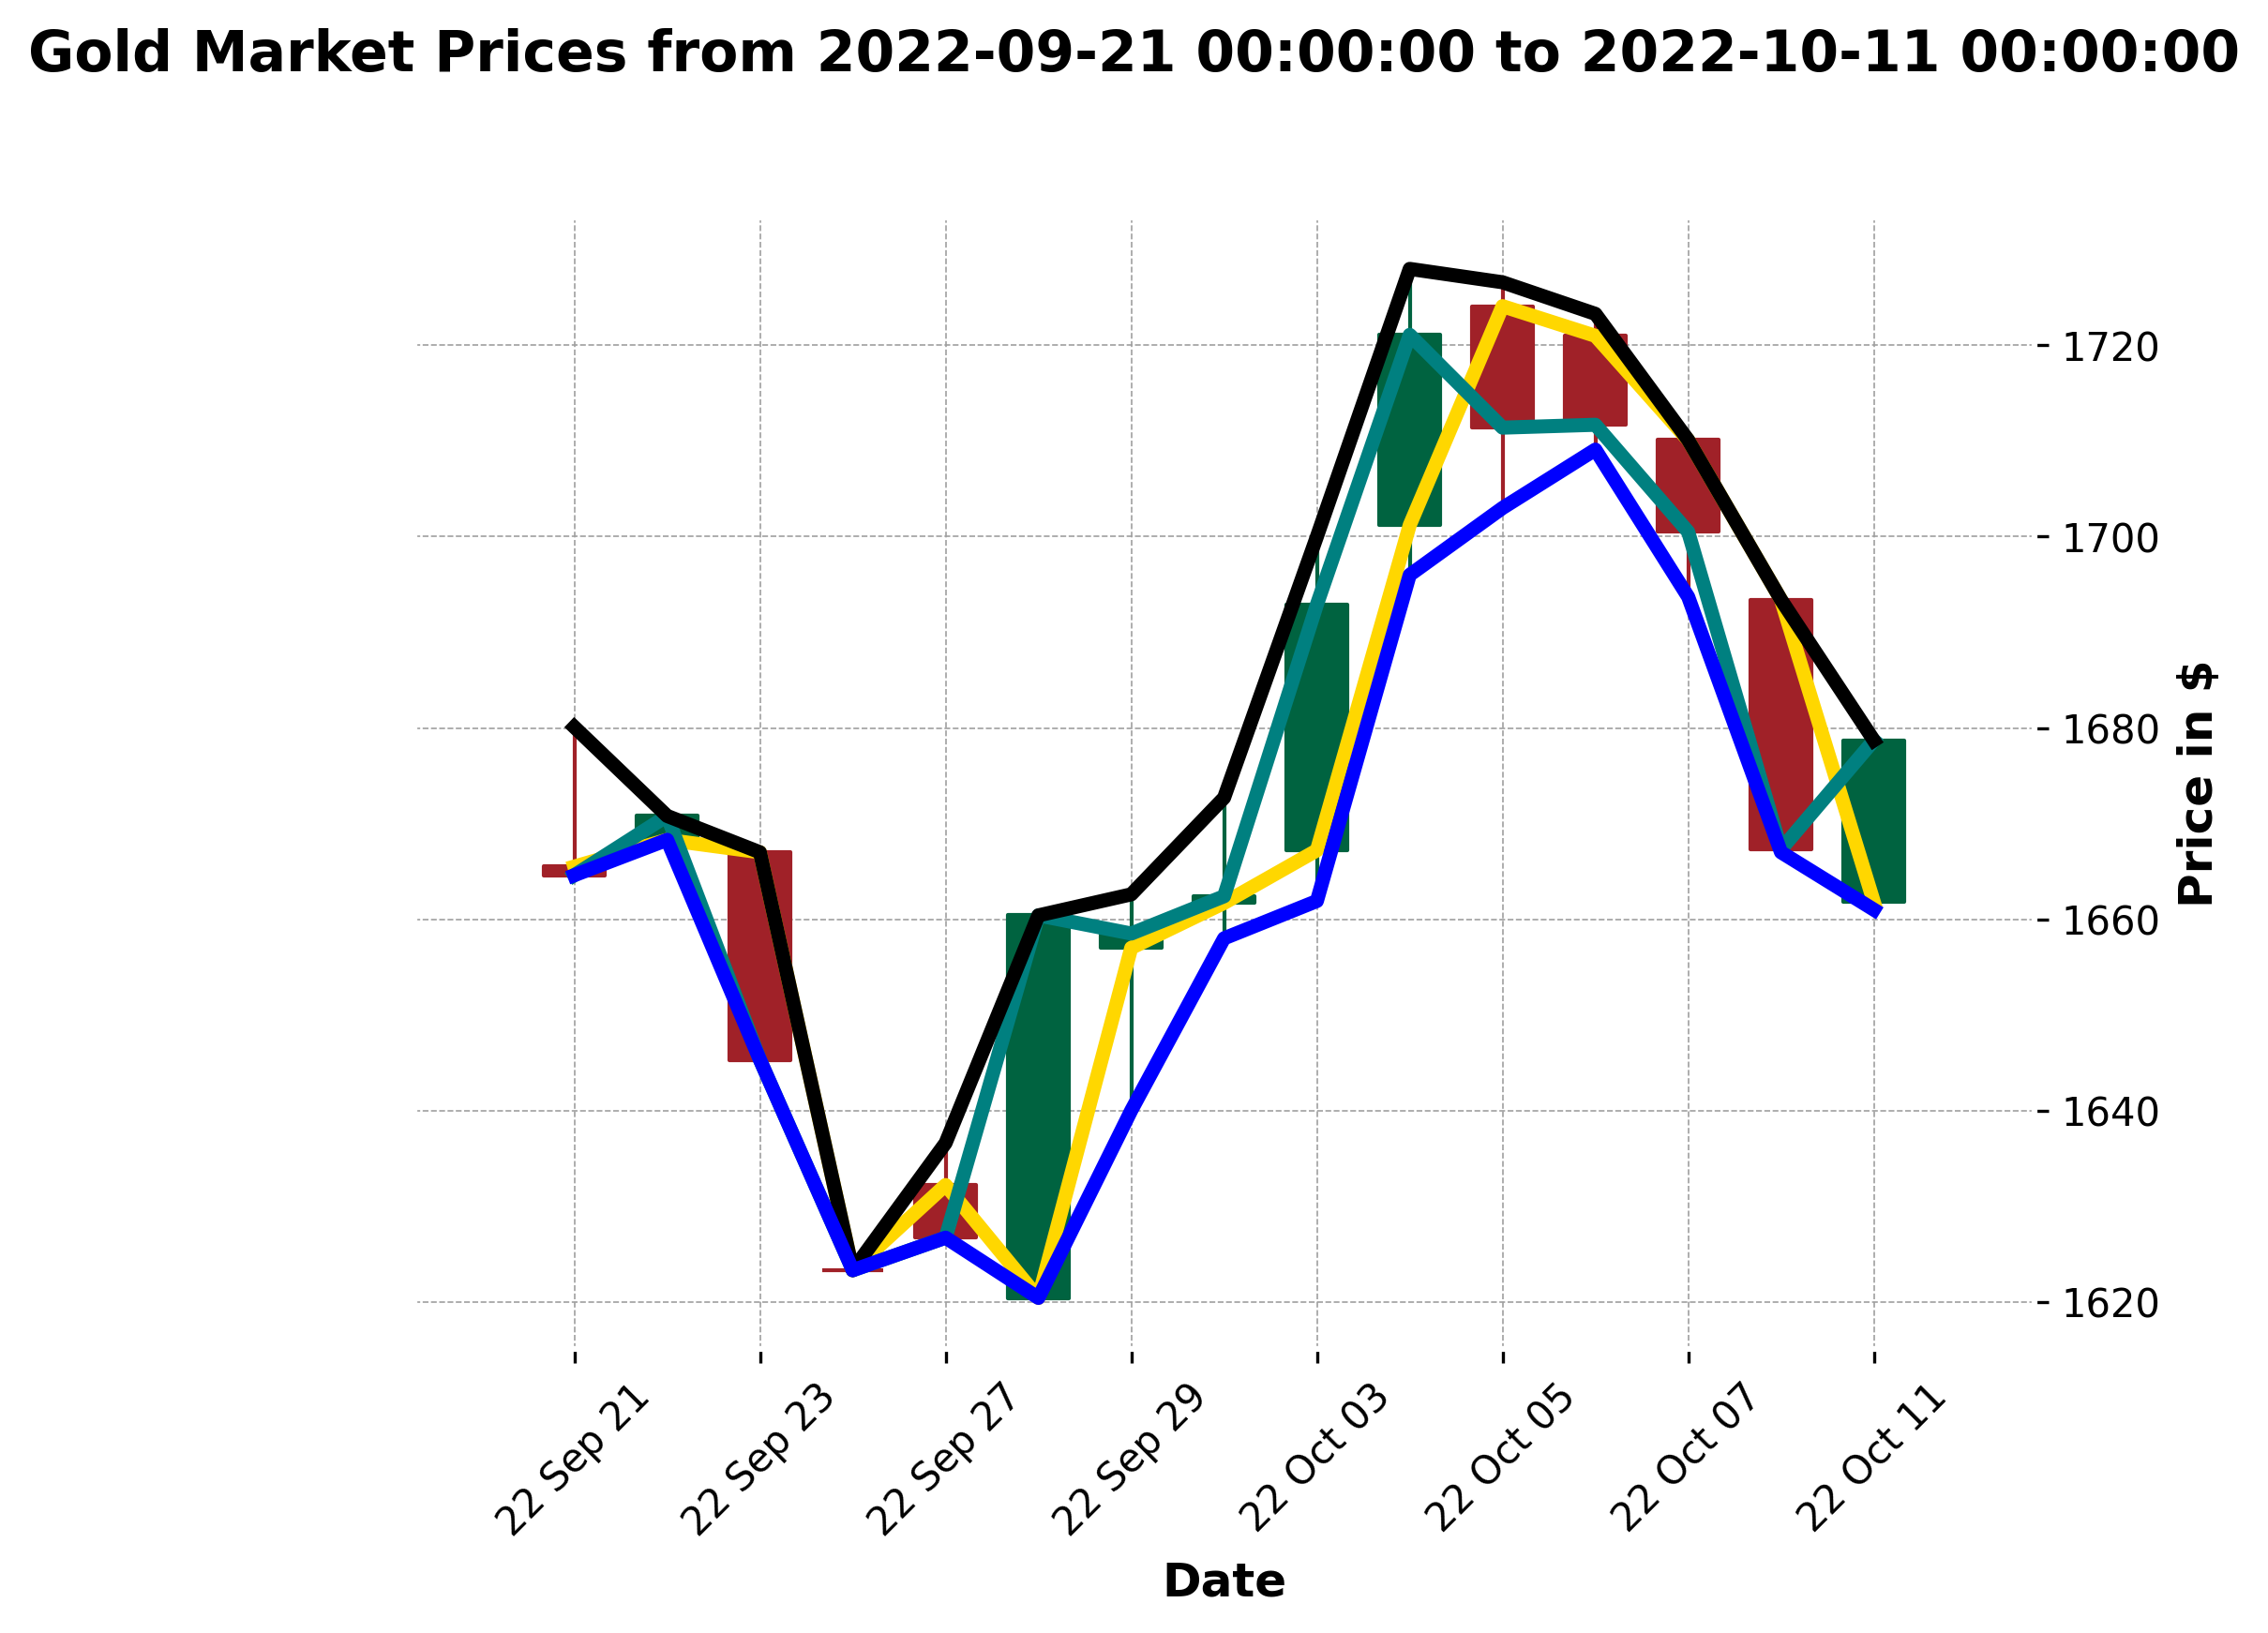 Gold Market Prices from 2022-09-21 00:00:00 to 2022-10-11 00:00:00
1720
1700
1680
1660
1640
1620
Price in $
22 Sep 21
22 Sep 23
22 Sep 27
22 Sep 29
22 Oct 03
22 Oct 05
22 Oct 07
22 Oct 11
Date